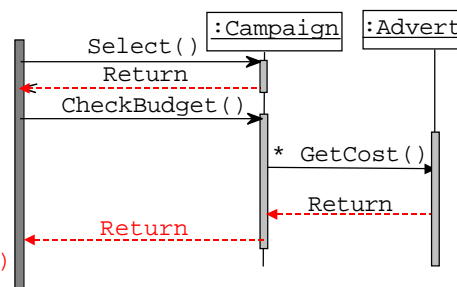 :Campaign
:Advert
Select()
Return
CheckBudget()
* GetCost()
Return
Return
)